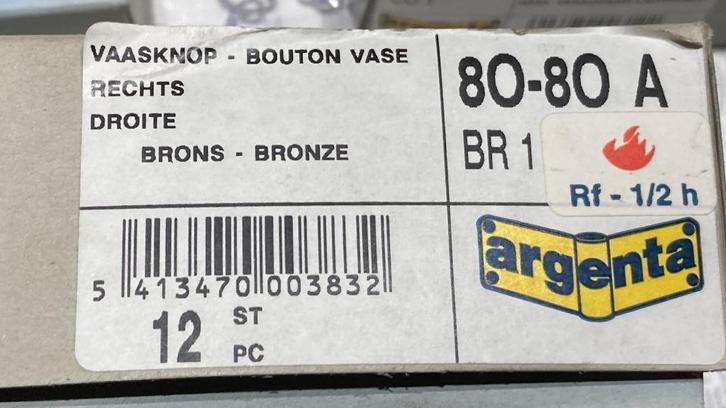 VAASKNOP - BOUTON VASE
RECHTS
DROITE
BRONS - BRONZE
80-80 A
BR 1
Rf - 1/2 h
5 413470 003832
12 ST
PC
argenta